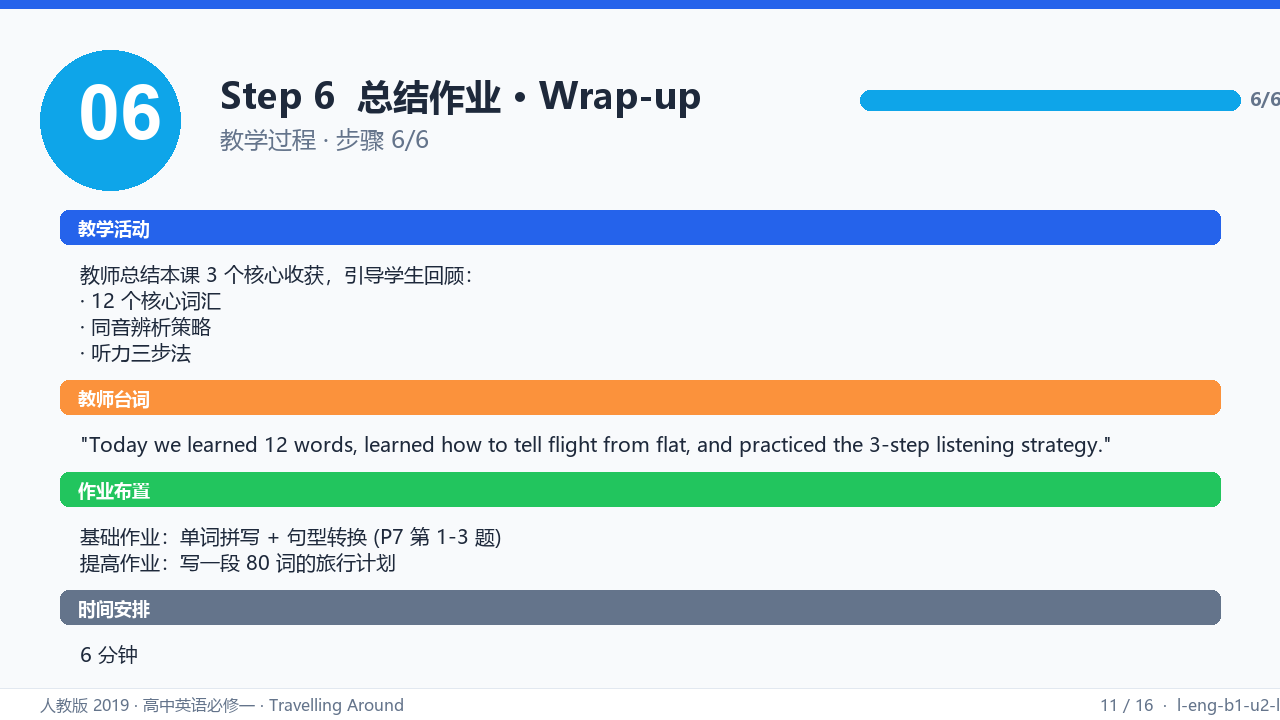 06
Step 6 总结作业 · Wrap-up
6/6
教学过程 · 步骤 6/6
教学活动
教师总结本课 3 个核心收获，引导学生回顾：
· 12 个核心词汇
· 同音辨析策略
· 听力三步法
教师台词
"Today we learned 12 words, learned how to tell flight from flat, and practiced the 3-step listening strategy."
作业布置
基础作业：单词拼写 + 句型转换 (P7 第 1-3 题)
提高作业：写一段 80 词的旅行计划
时间安排
6 分钟
人教版 2019 · 高中英语必修一 · Travelling Around
11 / 16 · l-eng-b1-u2-l